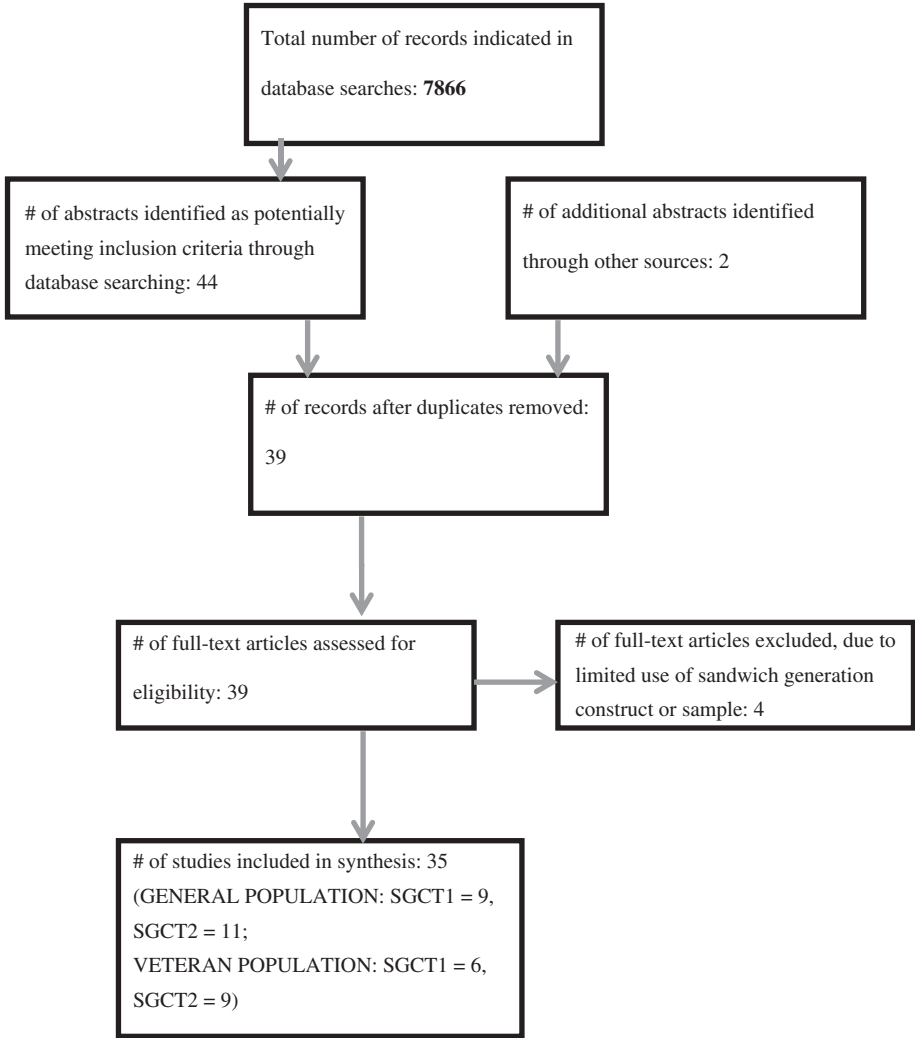 Total number of records indicated in
database searches: 7866
# of abstracts identified as potentially
meeting inclusion criteria through
database searching: 44
# of additional abstracts identified
through other sources: 2
# of records after duplicates removed:
39
# of full-text articles assessed for
eligibility: 39
# of full-text articles excluded, due to
limited use of sandwich generation
construct or sample: 4
# of studies included in synthesis: 35
(GENERAL POPULATION: SGCT1 = 9,
SGCT2 = 11;
VETERAN POPULATION: SGCT1 = 6,
SGCT2 = 9)